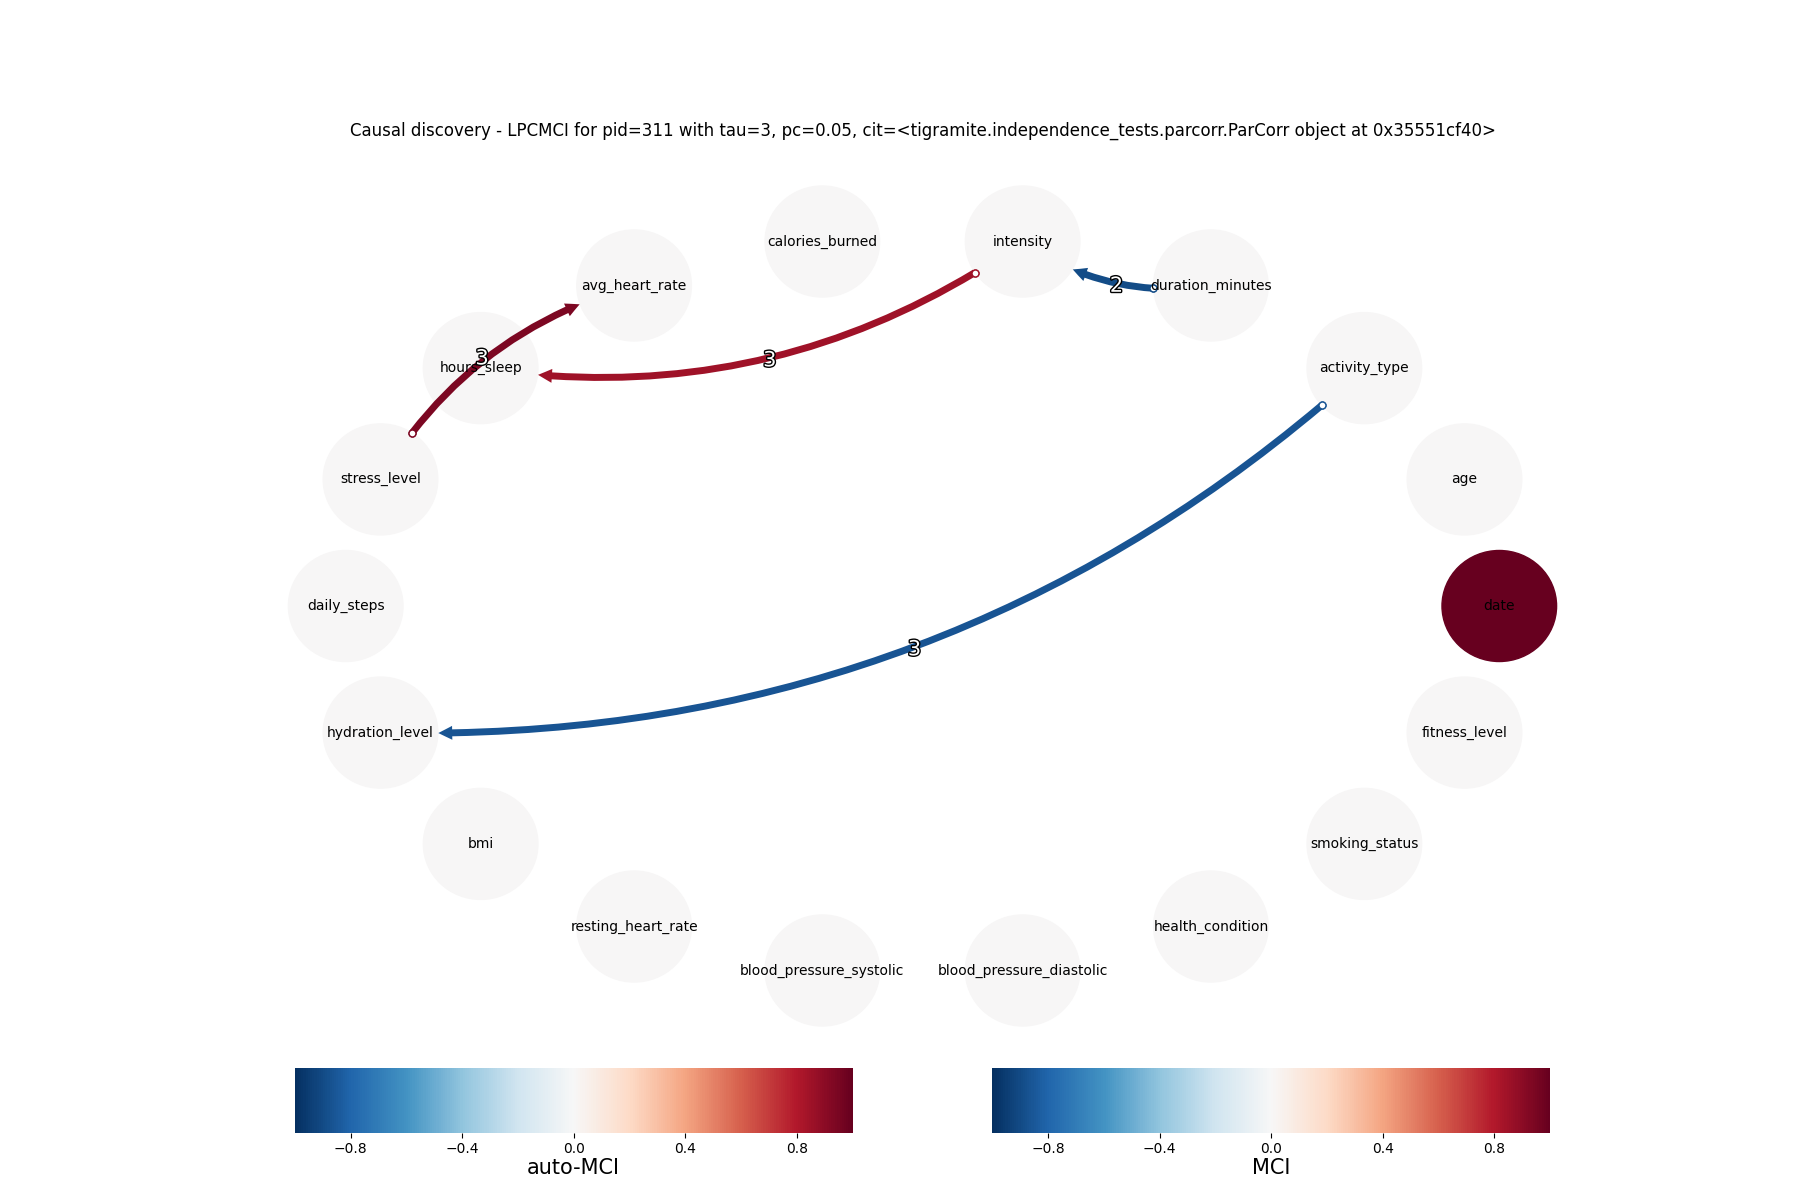 Causal discovery - LPCMCI for pid=311 with tau=3, pc=0.05, cit=<tigramite.independence_tests.parcorr.ParCorr object at 0x35551cf40>
calories_burned
intensity
avg_heart_rate
2
duration_minutes
3
3
hours_sleep
activity_type
stress_level
age
daily_steps
date
3
hydration_level
fitness_level
bmi
smoking_status
resting_heart_rate
health_condition
blood_pressure_systolic
blood_pressure_diastolic
−0.8 −0.4 0.0 0.4 0.8
auto-MCI
−0.8 −0.4 0.0 0.4 0.8
MCI